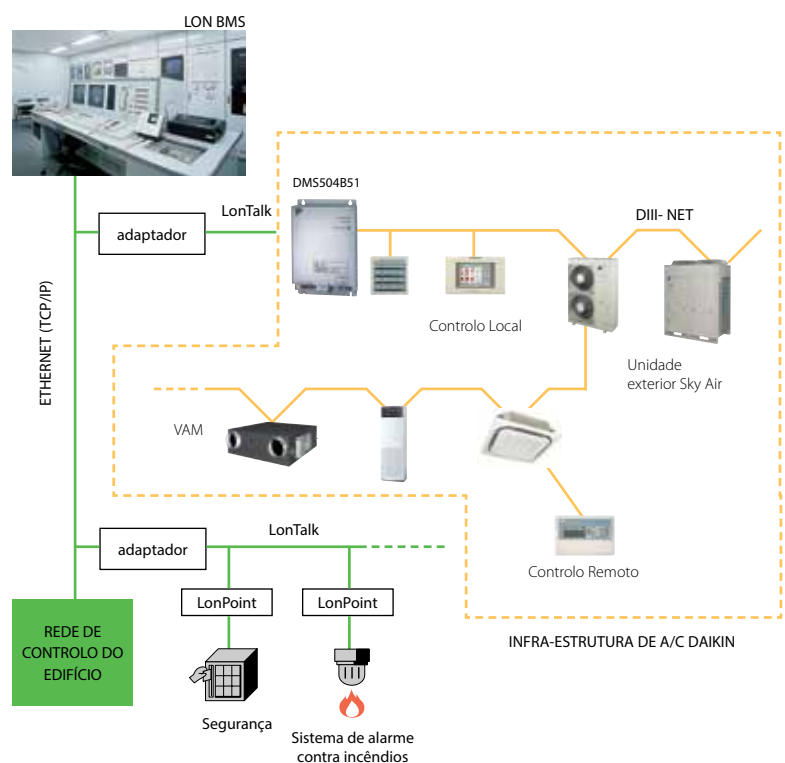 LON BMS
DMS504B51
LonTalk
adaptador
DIII- NET
Controlo Local
Unidade
exterior Sky Air
ETHERNET (TCP/IP)
VAM
LonTalk
adaptador
Controlo Remoto
LonPoint
LonPoint
REDE DE
CONTROLO DO
EDIFÍCIO
INFRA-ESTRUTURA DE A/C DAIKIN
Segurança
Sistema de alarme
contra incêndios